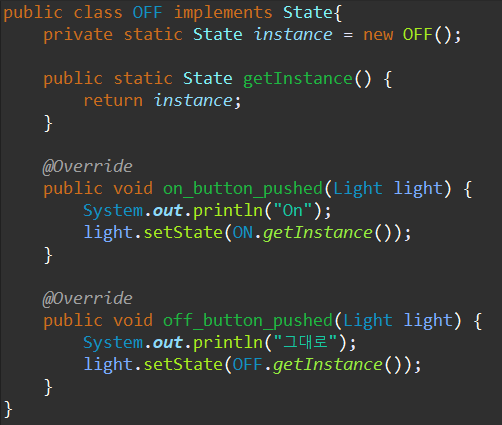 public class OFF implements State{
    private static State instance = new OFF();

    public static State getInstance() {
        return instance;
    }

    @Override
    public void on_button_pushed(Light light) {
        System.out.println("On");
        light.setState(ON.getInstance());
    }

    @Override
    public void off_button_pushed(Light light) {
        System.out.println("그대로");
        light.setState(OFF.getInstance());
    }
}